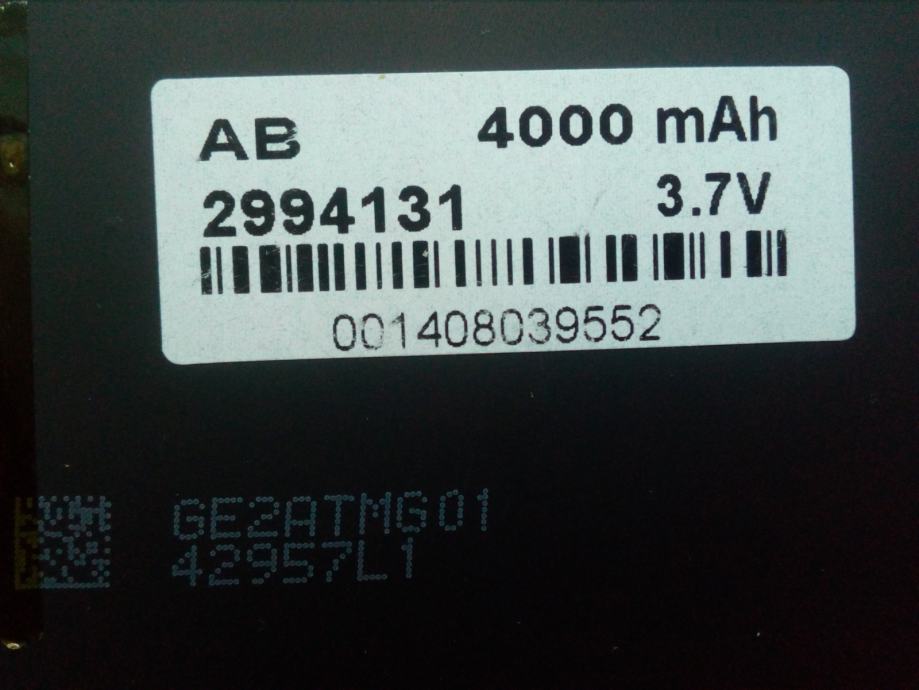 AB 4000 mAh
2994131 3.7V
001408039552
GE2ATMG01
42957L1